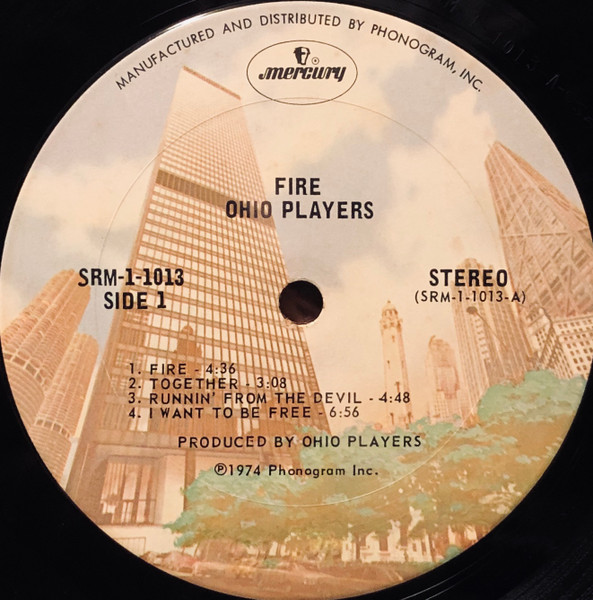 MANUFACTURED AND DISTRIBUTED BY PHONOGRAM, INC.
mercury
FIRE
OHIO PLAYERS
SRM-1-1013
SIDE 1
STEREO
(SRM-1-1013-A)
1. FIRE - 4:36
2. TOGETHER - 3:08
3. RUNNIN' FROM THE DEVIL - 4:48
4. I WANT TO BE FREE - 6:56
PRODUCED BY OHIO PLAYERS
Ⓟ1974 Phonogram Inc.